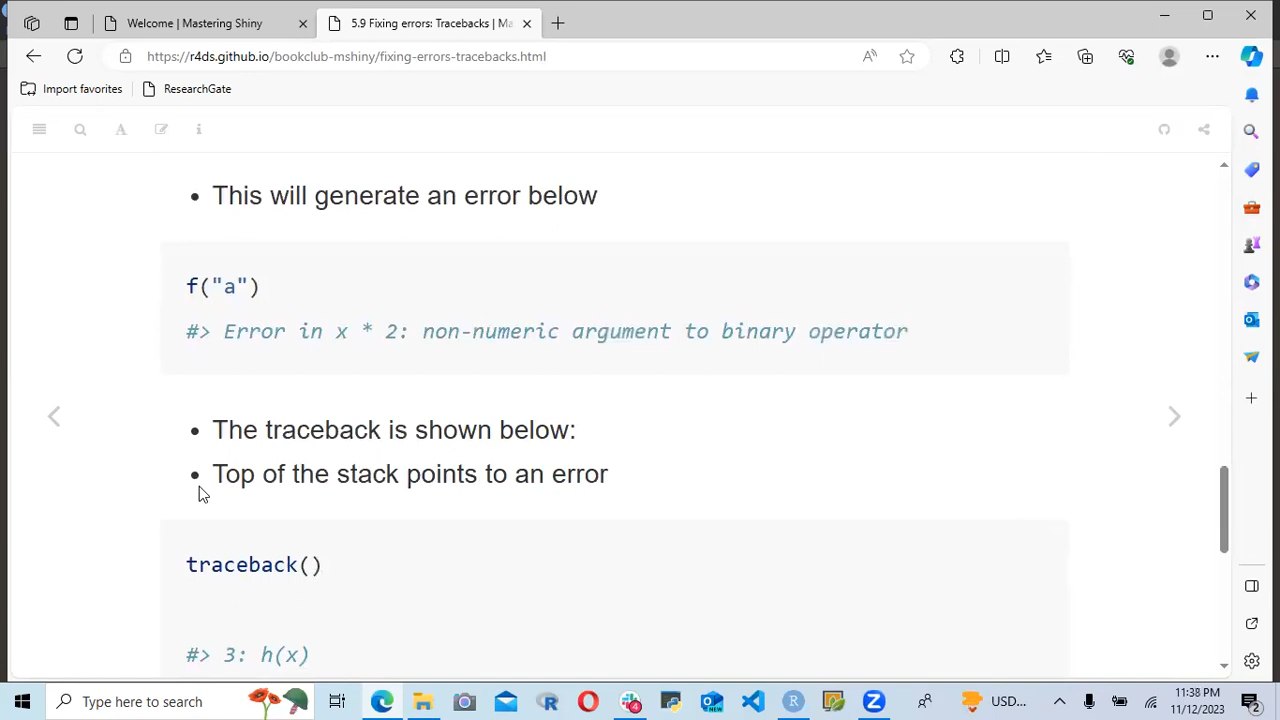 Welcome | Mastering Shiny
5.9 Fixing errors: Tracebacks | Ma
https://r4ds.github.io/bookclub-mshiny/fixing-errors-tracebacks.html
Import favorites
ResearchGate
This will generate an error below
f("a")
#> Error in x * 2: non-numeric argument to binary operator
The traceback is shown below:
Top of the stack points to an error
traceback()
#> 3: h(x)
Type here to search
4
NEW
USD...
11:38 PM
11/12/2023
2